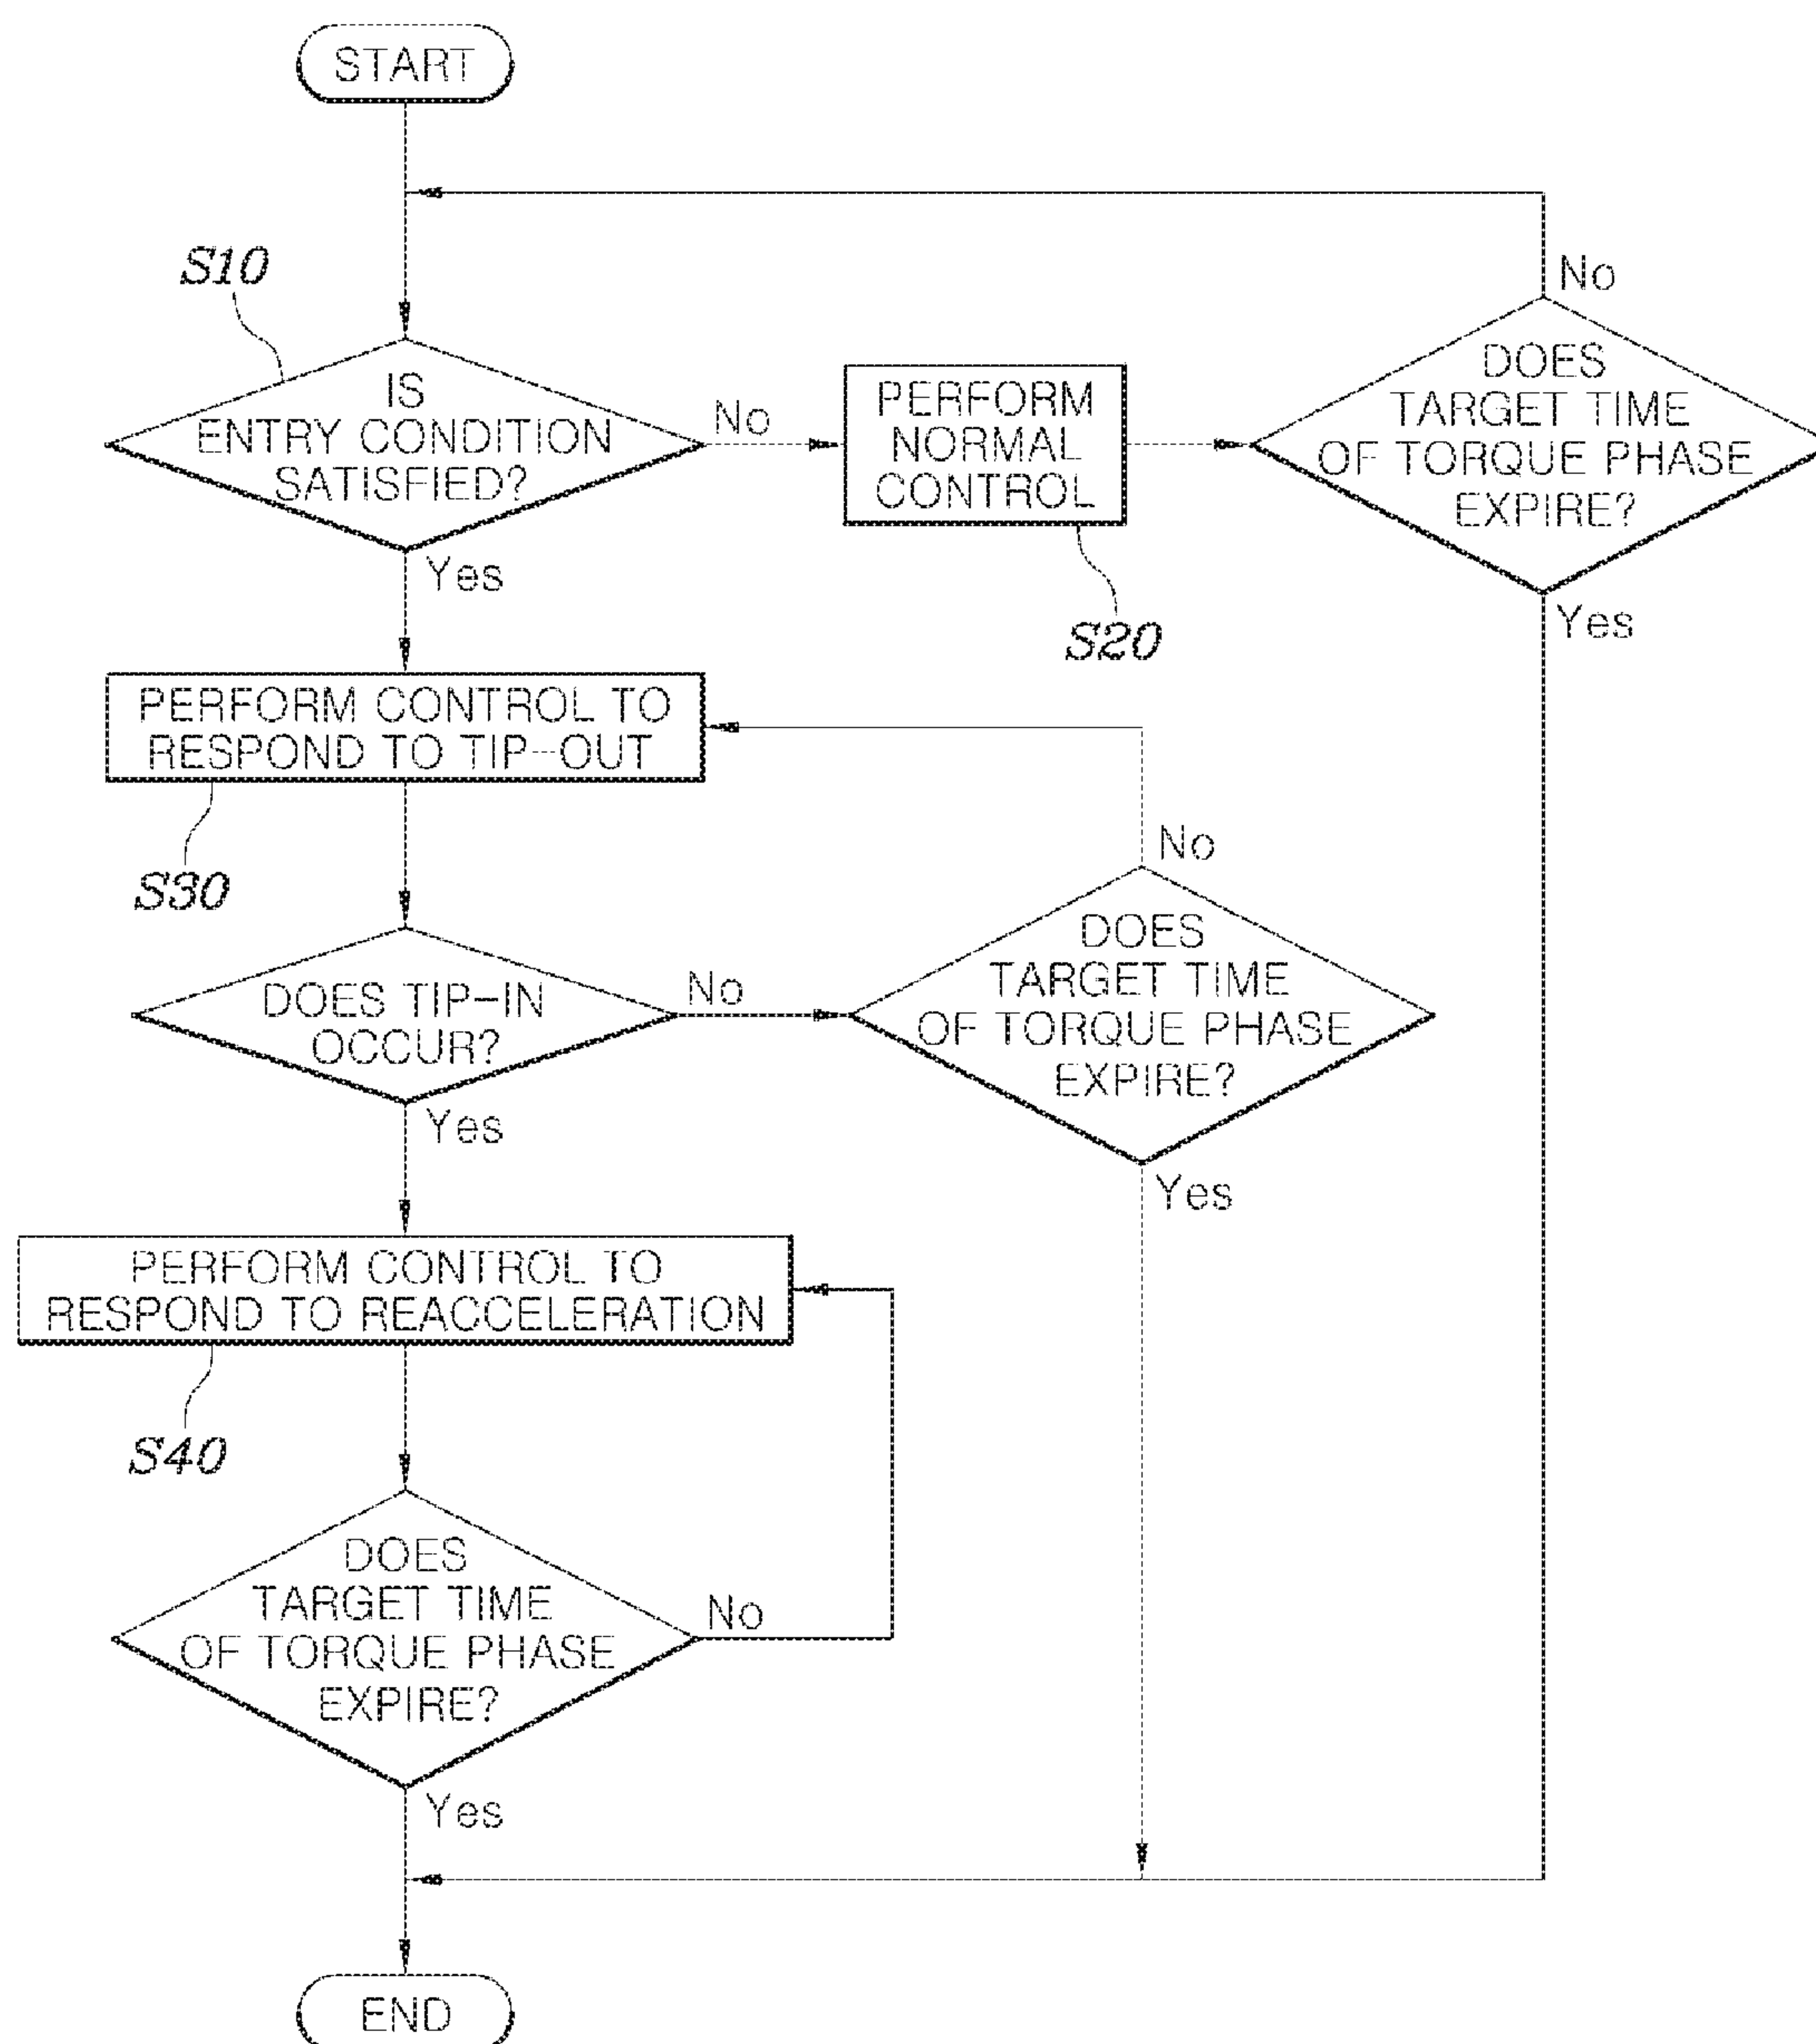 START
No
S10
IS
ENTRY CONDITION
SATISFIED?
No
PERFORM
NORMAL
CONTROL
DOES
TARGET TIME
OF TORQUE PHASE
EXPIRE?
Yes
S20
Yes
PERFORM CONTROL TO
RESPOND TO TIP-OUT
S30
No
DOES TIP-IN
OCCUR?
No
DOES
TARGET TIME
OF TORQUE PHASE
EXPIRE?
Yes
Yes
PERFORM CONTROL TO
RESPOND TO REACCELERATION
S40
DOES
TARGET TIME
OF TORQUE PHASE
EXPIRE?
No
Yes
END